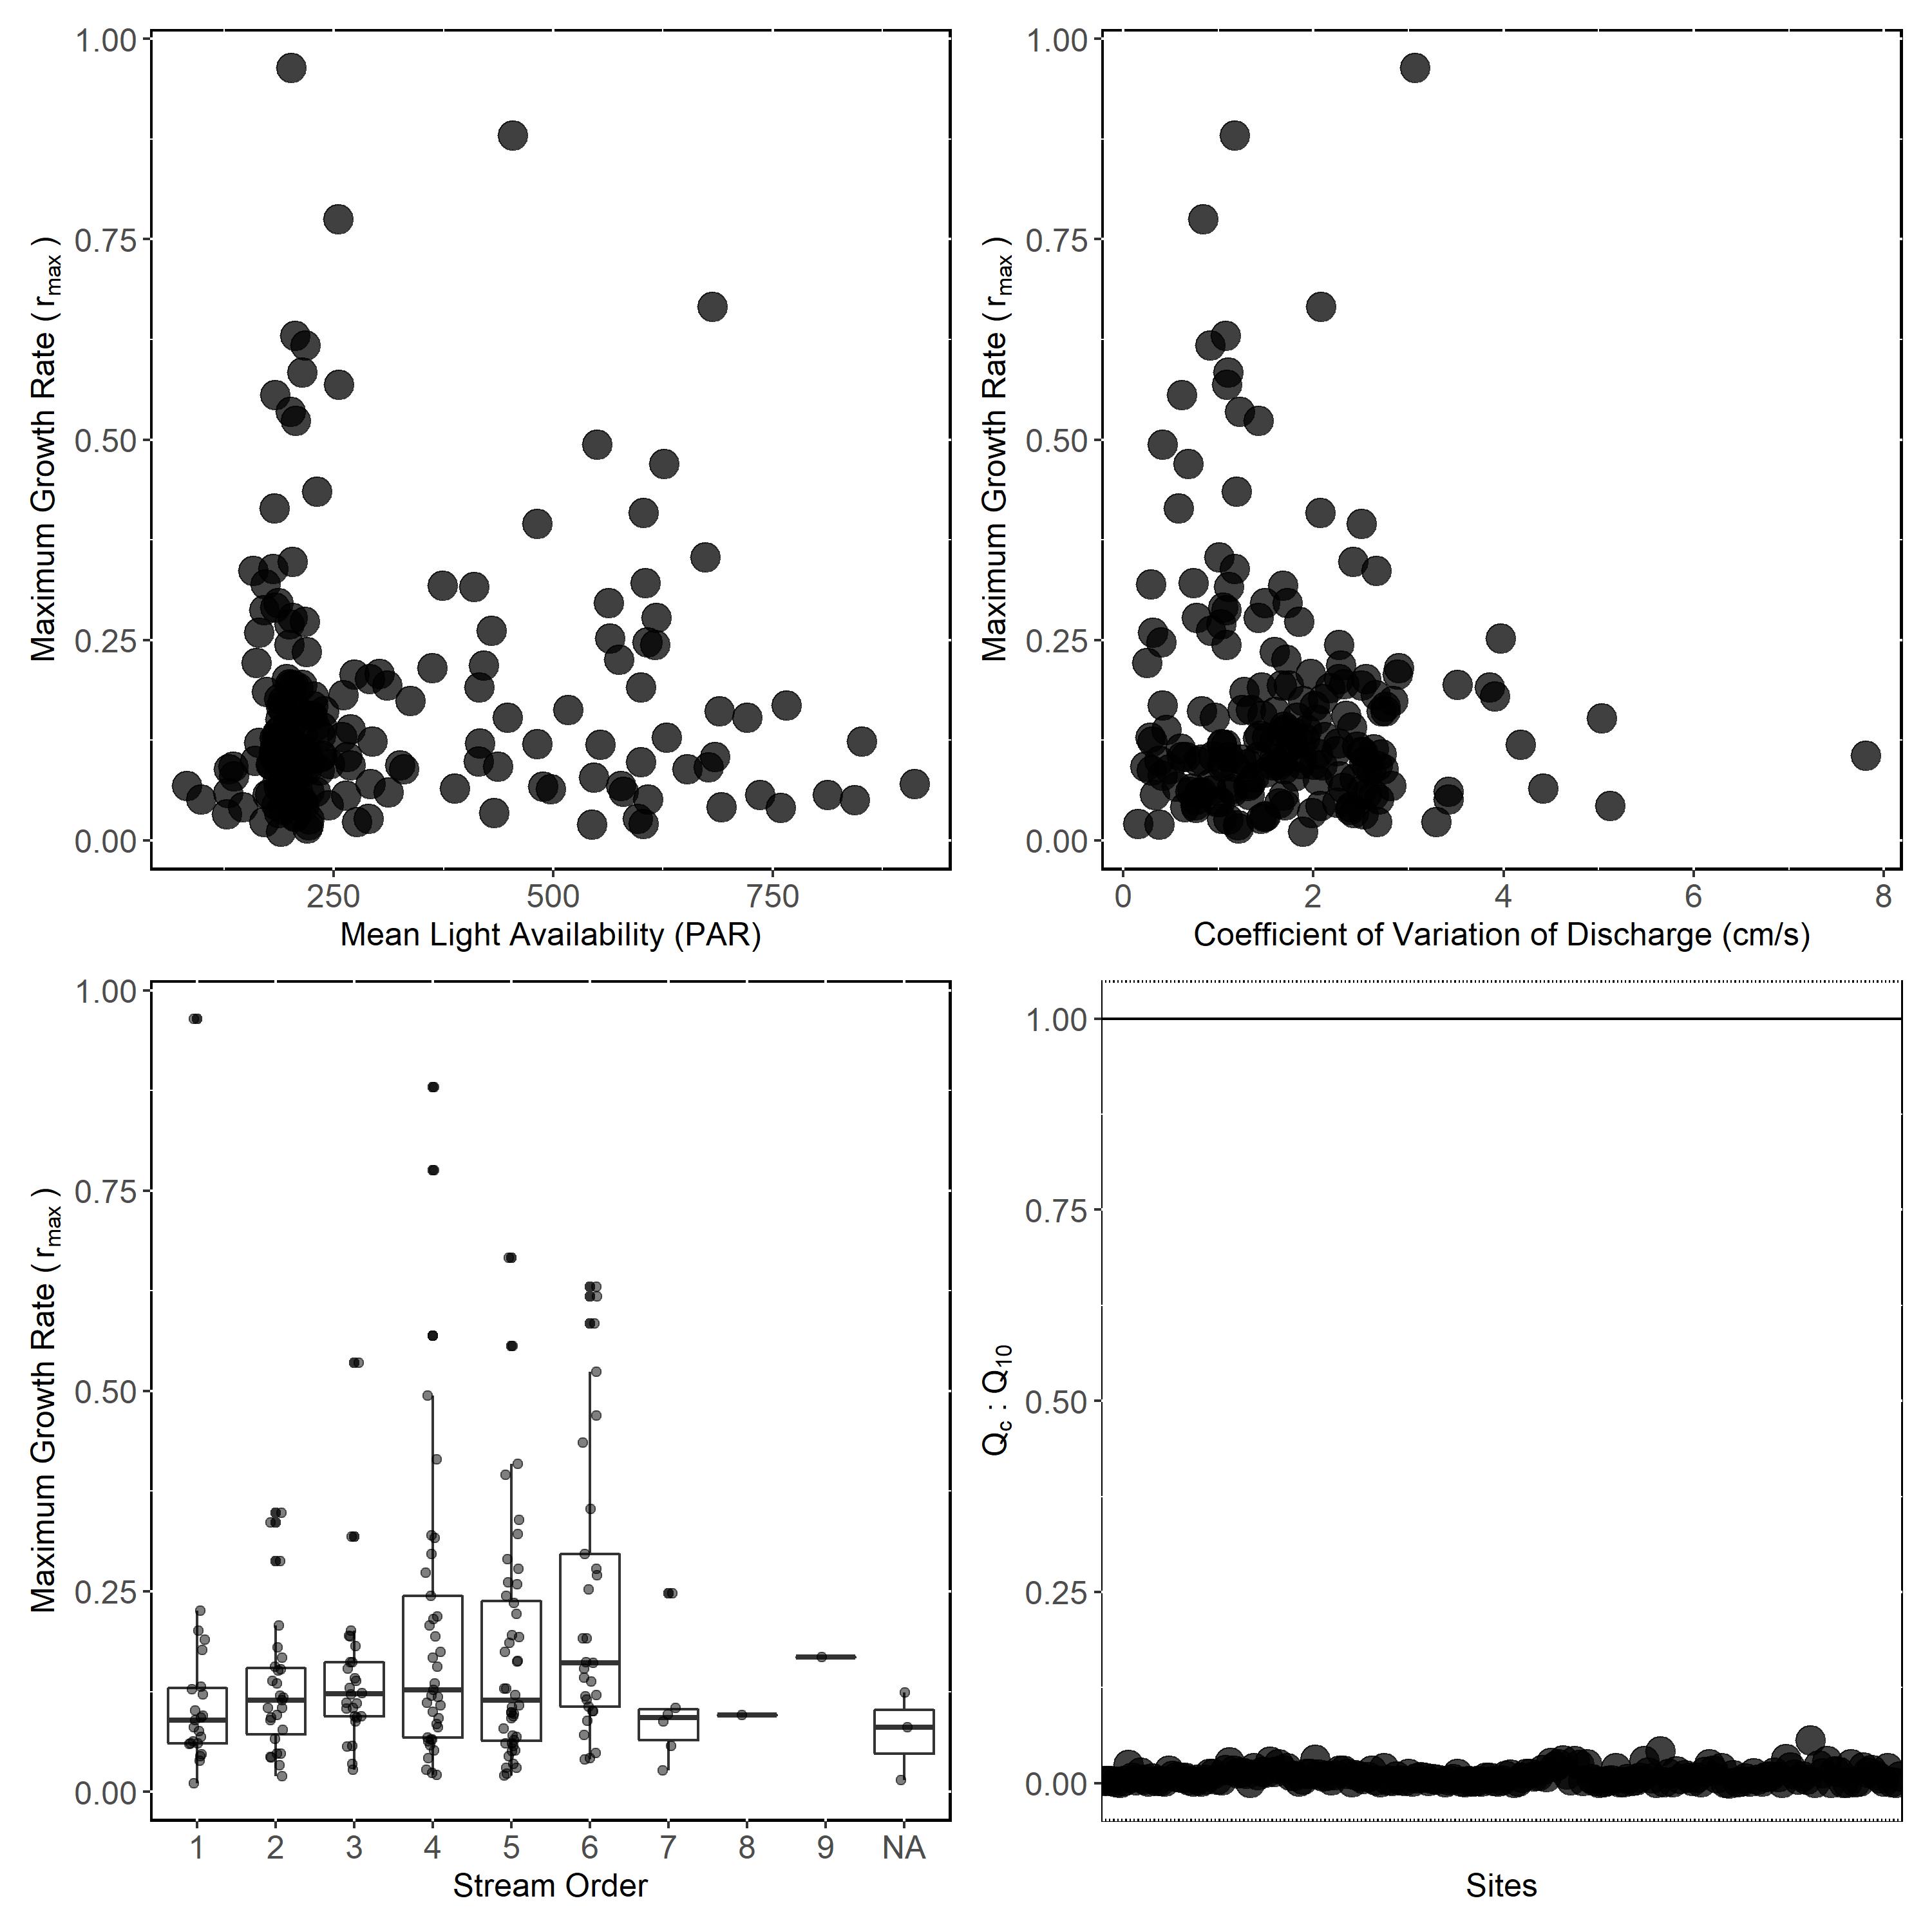 1.00
0.75
0.50
0.25
0.00
Maximum Growth Rate ( rmax )
250 500 750
Mean Light Availability (PAR)
1.00
0.75
0.50
0.25
0.00
Maximum Growth Rate ( rmax )
0 2 4 6 8
Coefficient of Variation of Discharge (cm/s)
1.00
0.75
0.50
0.25
0.00
Maximum Growth Rate ( rmax )
1 2 3 4 5 6 7 8 9 NA
Stream Order
1.00
0.75
0.50
0.25
0.00
Qc : Q10
Sites